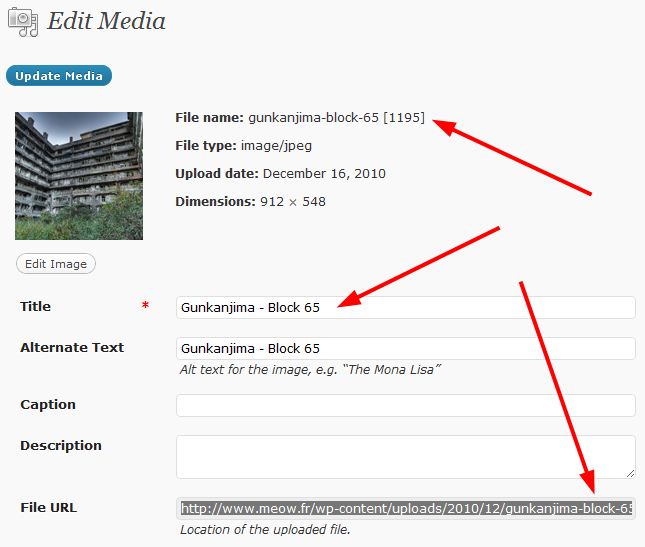 Edit Media
Update Media
File name: gunkanjima-block-65 [1195]
File type: image/jpeg
Upload date: December 16, 2010
Dimensions: 912 × 548
Edit Image
Title * Gunkanjima - Block 65
Alternate Text Gunkanjima - Block 65
Alt text for the image, e.g. “The Mona Lisa”
Caption
Description
File URL http://www.meow.fr/wp-content/uploads/2010/12/gunkanjima-block-65
Location of the uploaded file.